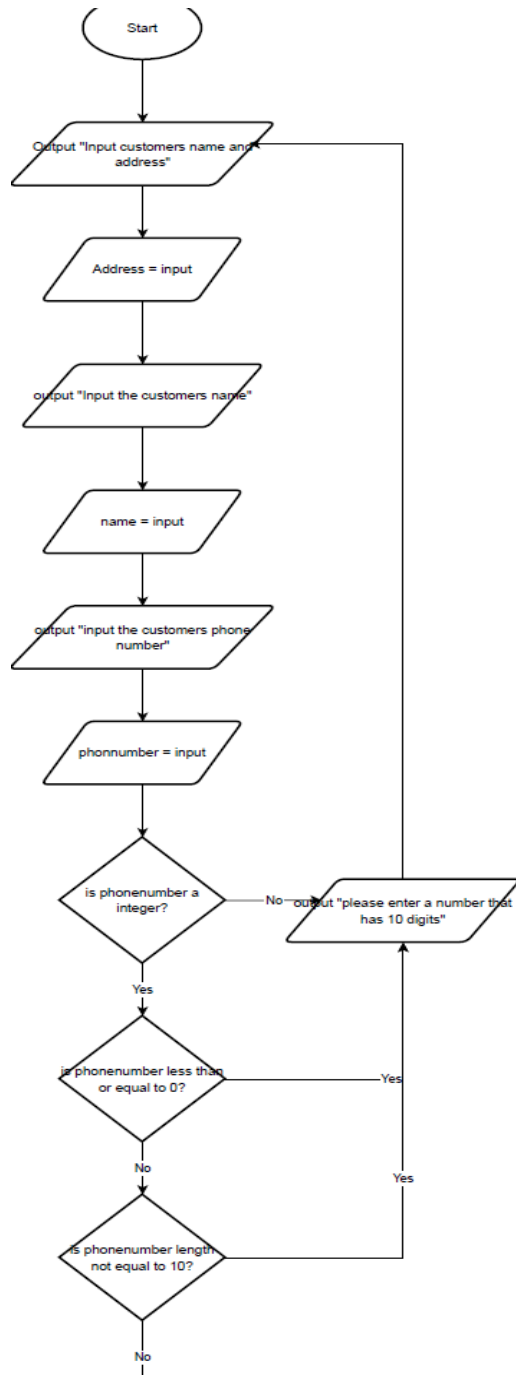 Start
Output "Input customers name and
address"
Address = input
output "Input the customers name"
name = input
output "input the customers phone
number"
phonnumber = input
is phonenumber a
integer?
No
output "please enter a number that
has 10 digits"
Yes
is phonenumber less than
or equal to 0?
Yes
No
Yes
is phonenumber length
not equal to 10?
No